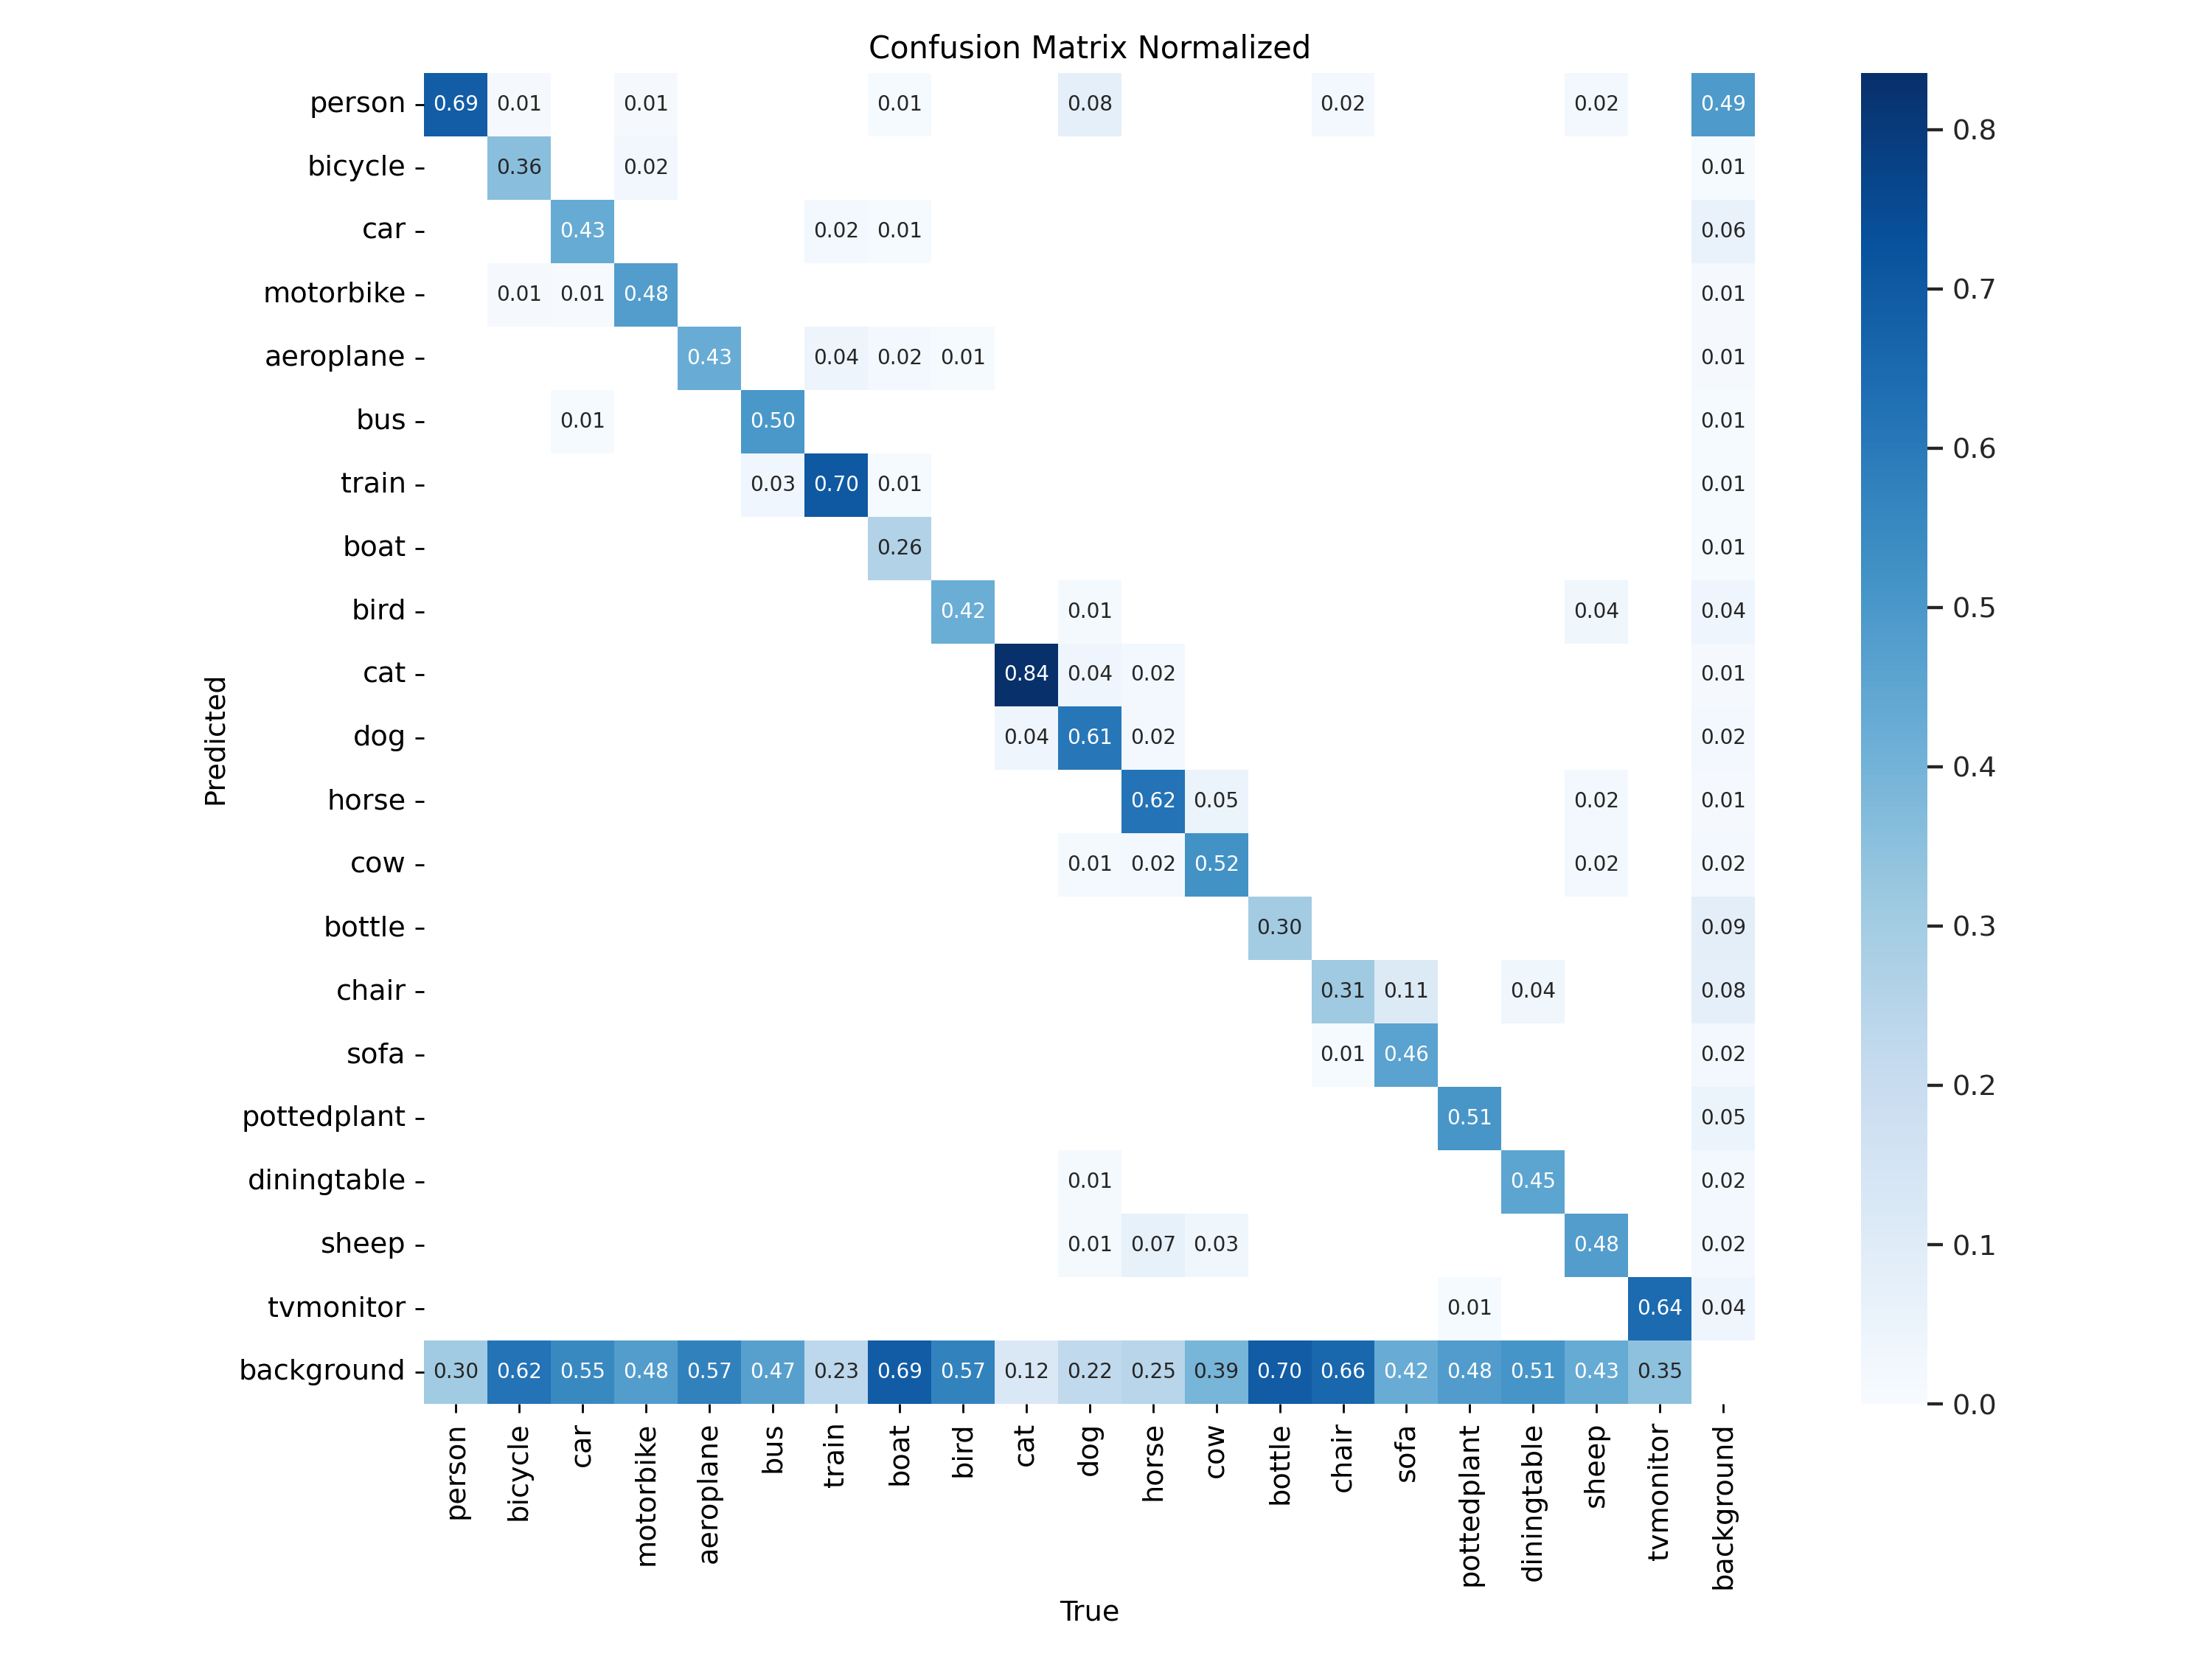 Confusion Matrix Normalized
person 0.69 0.01 0.01 0.01 0.08 0.02 0.02 0.49
bicycle 0.36 0.02 0.01
car 0.43 0.02 0.01 0.06
motorbike 0.01 0.01 0.48 0.01
aeroplane 0.43 0.04 0.02 0.01 0.01
bus 0.01 0.50 0.01
train 0.03 0.70 0.01 0.01
boat 0.26 0.01
bird 0.42 0.01 0.04 0.04
cat 0.84 0.04 0.02 0.01
dog 0.04 0.61 0.02 0.02
horse 0.62 0.05 0.02 0.01
cow 0.01 0.02 0.52 0.02 0.02
bottle 0.30 0.09
chair 0.31 0.11 0.04 0.08
sofa 0.01 0.46 0.02
pottedplant 0.51 0.05
diningtable 0.01 0.45 0.02
sheep 0.01 0.07 0.03 0.48 0.02
tvmonitor 0.01 0.64 0.04
background 0.30 0.62 0.55 0.48 0.57 0.47 0.23 0.69 0.57 0.12 0.22 0.25 0.39 0.70 0.66 0.42 0.48 0.51 0.43 0.35
person bicycle car motorbike aeroplane bus train boat bird cat dog horse cow bottle chair sofa pottedplant diningtable sheep tvmonitor background
True
Predicted
0.8
0.7
0.6
0.5
0.4
0.3
0.2
0.1
0.0